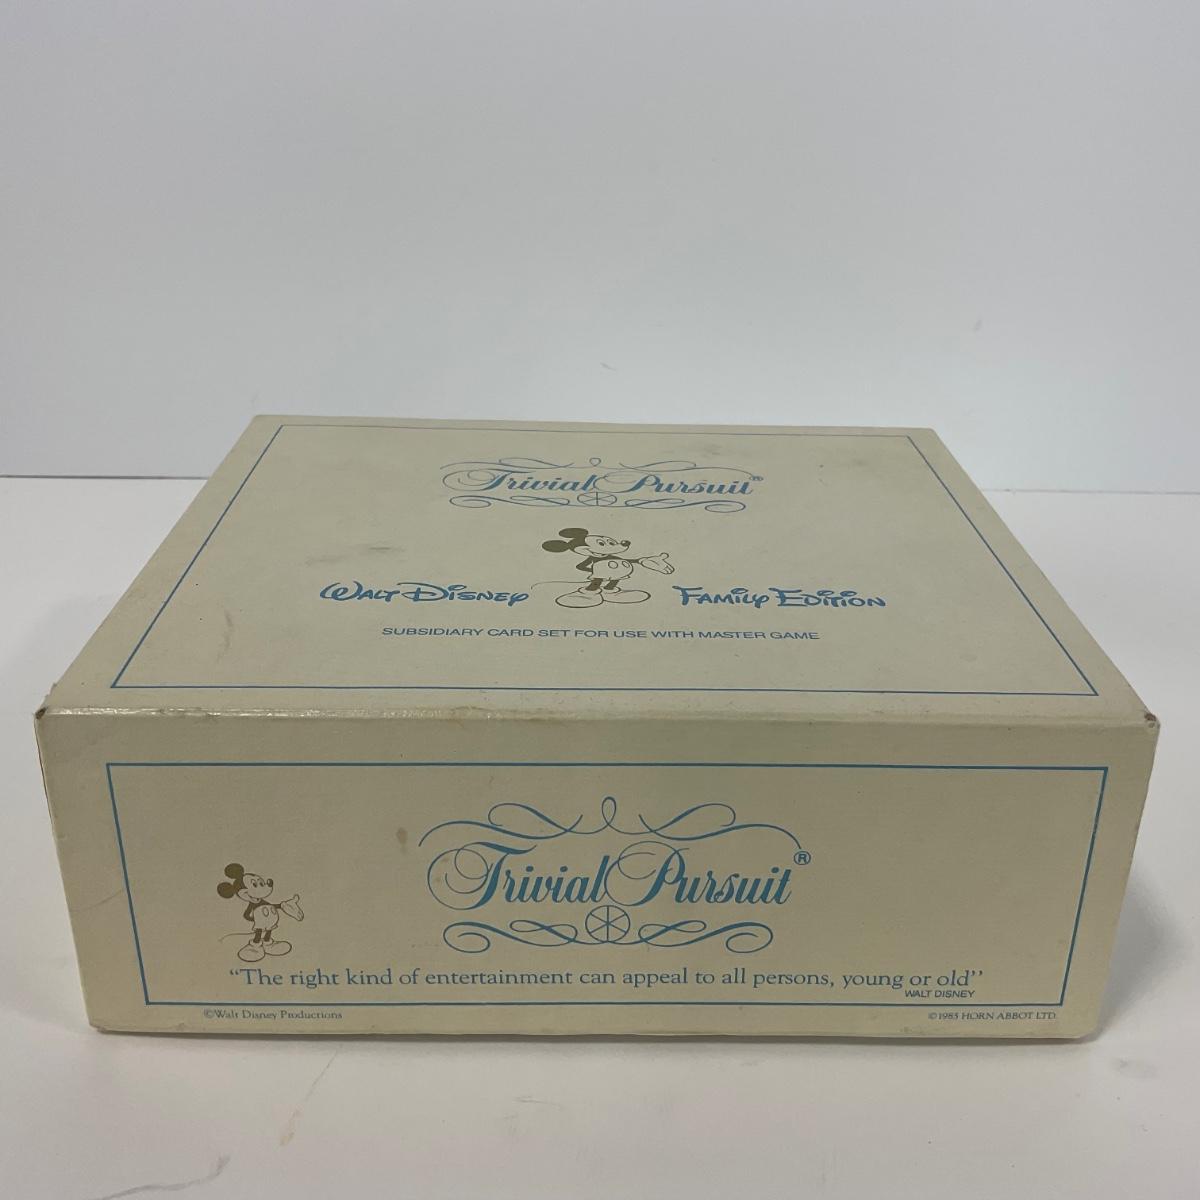 Trivial Pursuit®
Walt Disney Family Edition
SUBSIDIARY CARD SET FOR USE WITH MASTER GAME
Trivial Pursuit®
“The right kind of entertainment can appeal to all persons, young or old”
WALT DISNEY
©Walt Disney Productions ©1985 HORN ABBOT LTD.